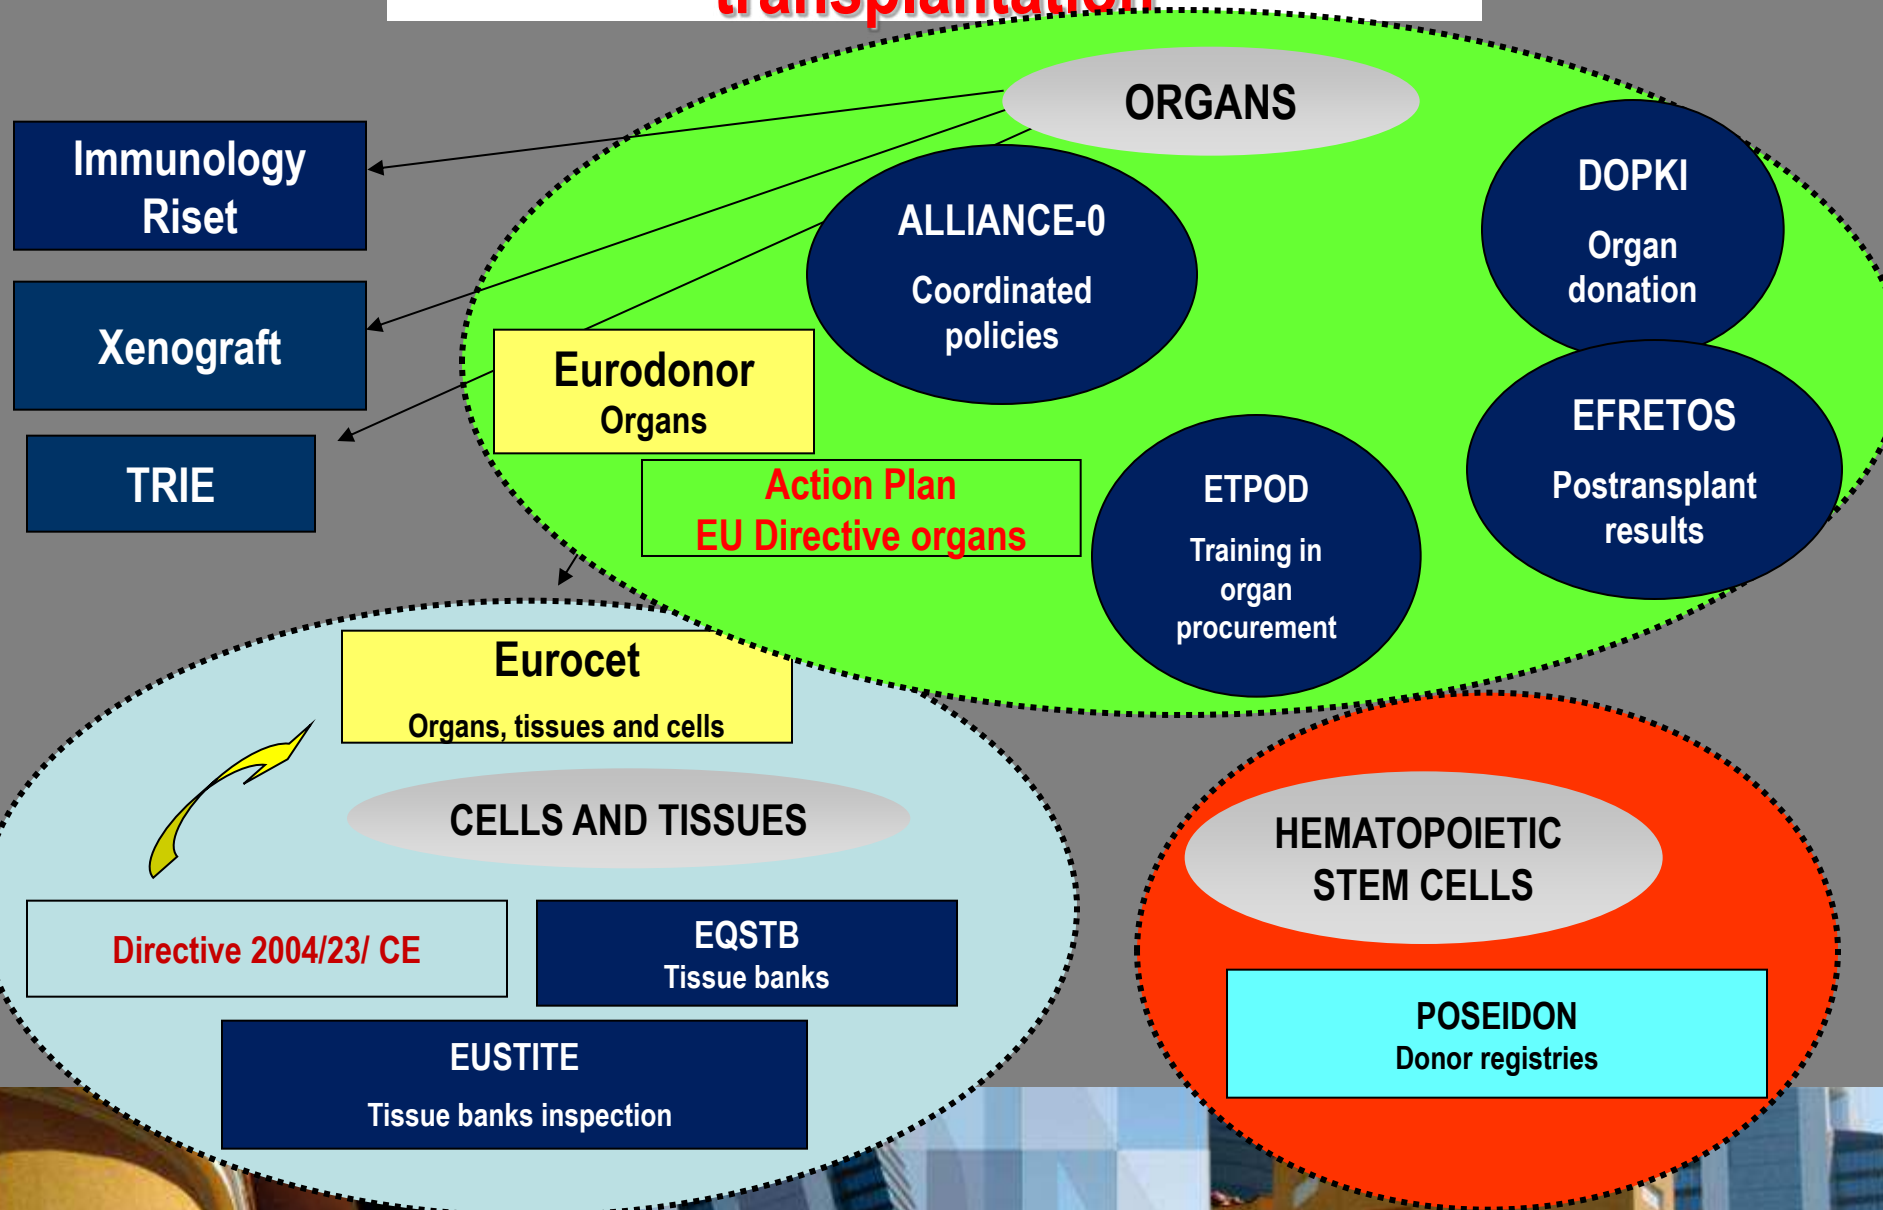 transplantation
ORGANS
Immunology
Riset
Xenograft
TRIE
ALLIANCE-0
Coordinated
policies
DOPKI
Organ
donation
Eurodonor
Organs
EFRETOS
Postransplant
results
Action Plan
EU Directive organs
ETPOD
Training in
organ
procurement
Eurocet
Organs, tissues and cells
CELLS AND TISSUES
Directive 2004/23/ CE
EQSTB
Tissue banks
EUSTITE
Tissue banks inspection
HEMATOPOIETIC
STEM CELLS
POSEIDON
Donor registries